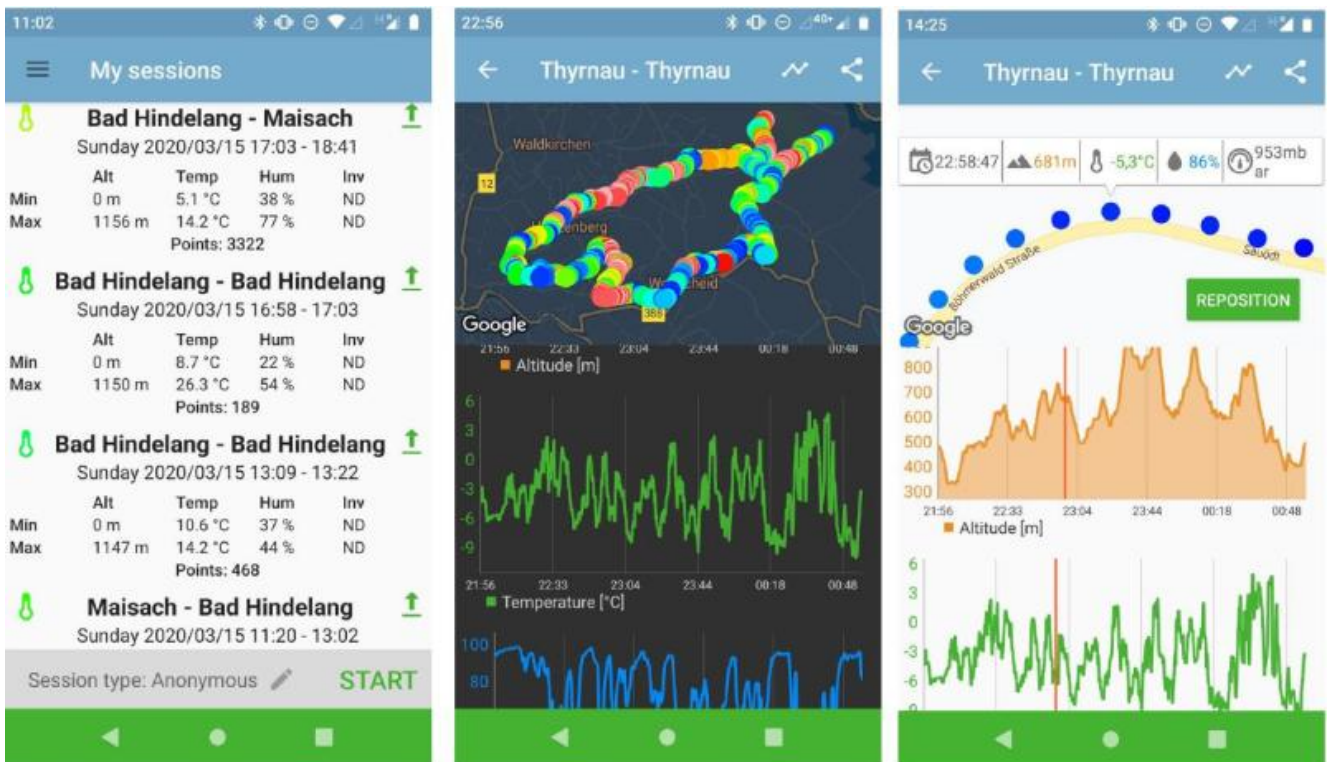 11:02
My sessions
Bad Hindelang - Maisach
Sunday 2020/03/15 17:03 - 18:41
Alt Temp Hum Inv
Min 0 m 5.1 °C 38 % ND
Max 1156 m 14.2 °C 77 % ND
Points: 3322
Bad Hindelang - Bad Hindelang
Sunday 2020/03/15 16:58 - 17:03
Alt Temp Hum Inv
Min 0 m 8.7 °C 22 % ND
Max 1150 m 26.3 °C 54 % ND
Points: 189
Bad Hindelang - Bad Hindelang
Sunday 2020/03/15 13:09 - 13:22
Alt Temp Hum Inv
Min 0 m 10.6 °C 37 % ND
Max 1147 m 14.2 °C 44 % ND
Points: 468
Maisach - Bad Hindelang
Sunday 2020/03/15 11:20 - 13:02
Session type: Anonymous START
22:56 40+
Thyrnau - Thyrnau
Waldkirchen
12
388
Google
21:56 22:33 23:04 23:44 00:18 00:48
Altitude [m]
6
3
0
-3
-6
-9
21:56 22:33 23:04 23:44 00:18 00:48
Temperature [°C]
100
80
14:25
Thyrnau - Thyrnau
22:58:47 681m -5,3°C 86% 953mb
ar
Böhmerwald Straße
Sauödt
REPOSITION
Google
800
700
600
500
400
300
21:56 22:33 23:04 23:44 00:18 00:48
Altitude [m]
6
3
0
-3
-6